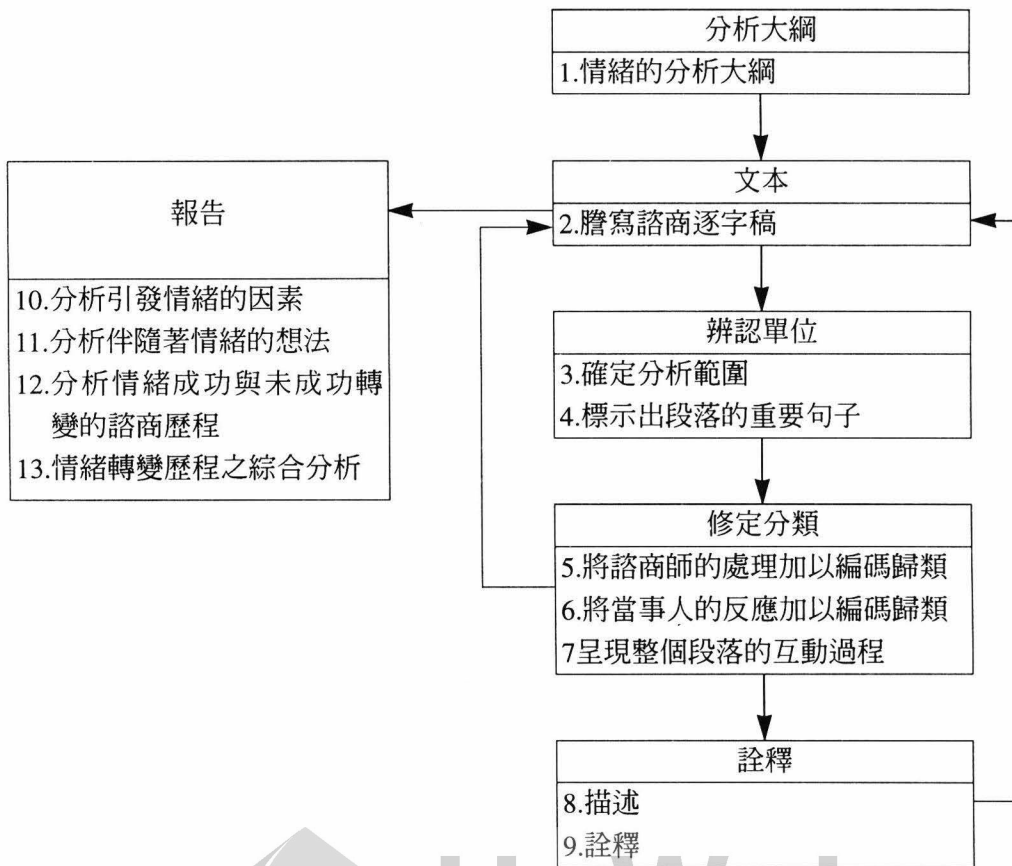 分析大綱
1.情緒的分析大綱
文本
2.謄寫諮商逐字稿
報告
10.分析引發情緒的因素
11.分析伴隨著情緒的想法
12.分析情緒成功與未成功轉
變的諮商歷程
13.情緒轉變歷程之綜合分析
辨認單位
3.確定分析範圍
4.標示出段落的重要句子
修定分類
5.將諮商師的處理加以編碼歸類
6.將當事人的反應加以編碼歸類
7呈現整個段落的互動過程
詮釋
8.描述
9.詮釋